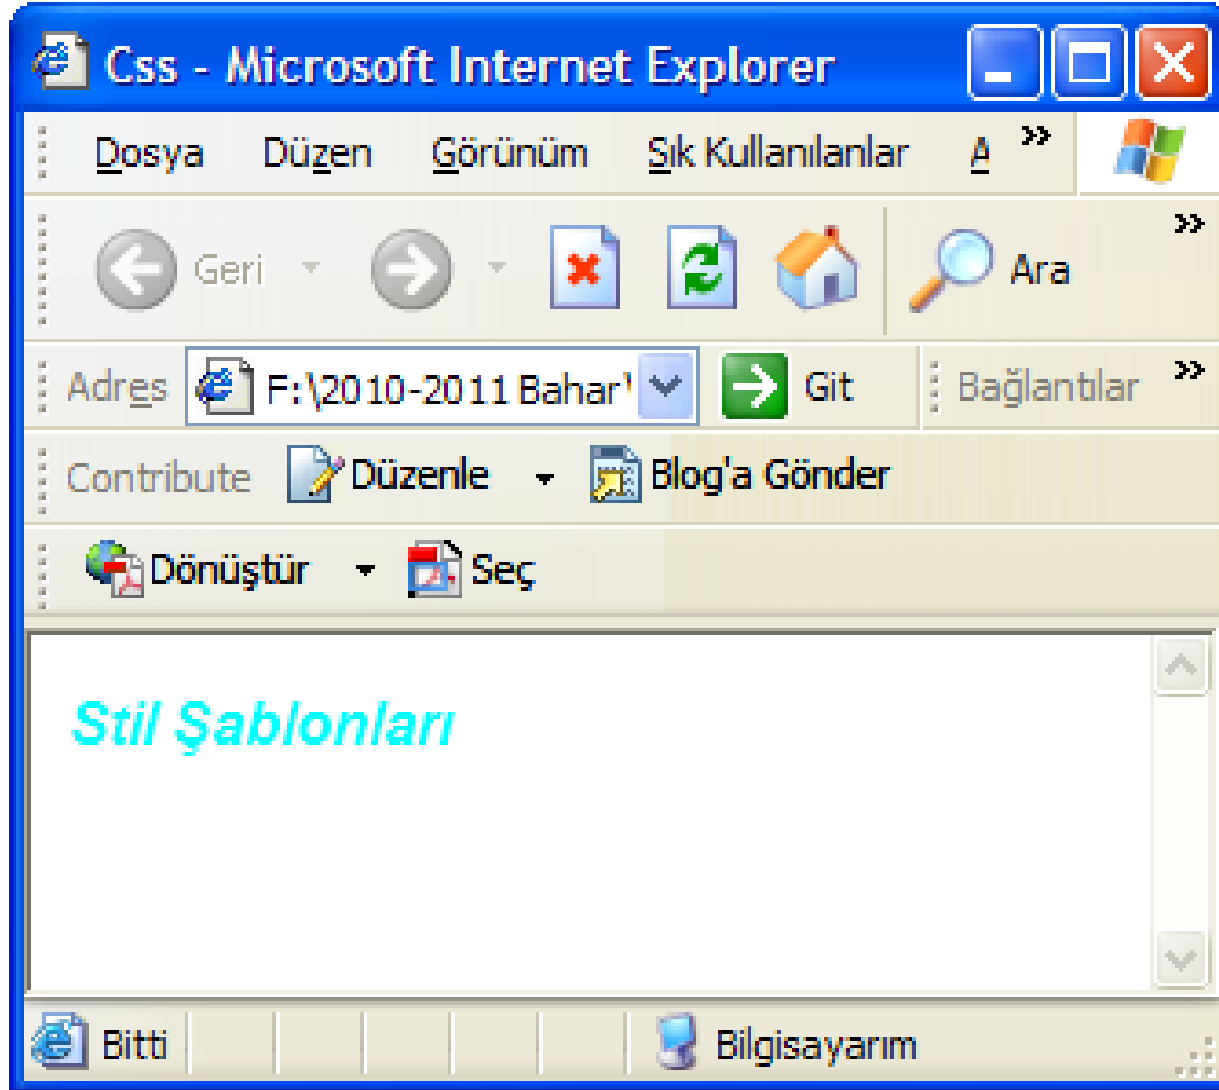 Css - Microsoft Internet Explorer
Dosya Düzen Görünüm Sık Kullanılanlar A »
Geri Ara »
Adres F:\2010-2011 Bahar\ Git Bağlantılar »
Contribute Düzenle Blog'a Gönder
Dönüştür Seç
Stil Şablonları
Bitti Bilgisayarım